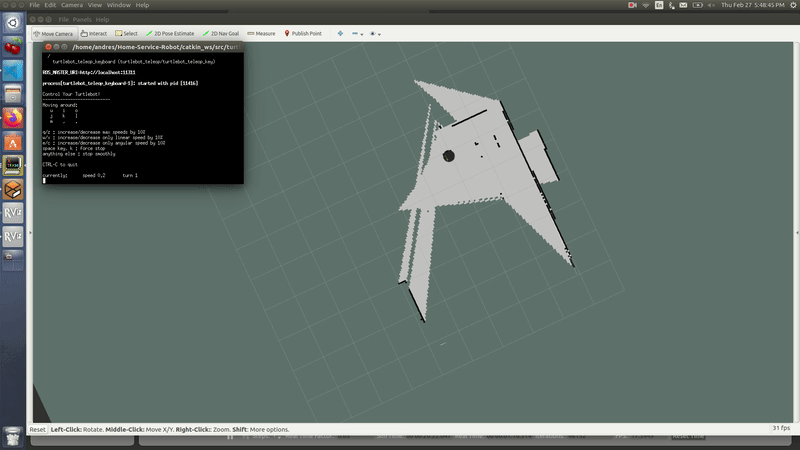 File Edit Camera View Window Help
En
Thu Feb 27 5:48:45 PM
File Panels Help
Move Camera Interact Select 2D Pose Estimate 2D Nav Goal Measure Publish Point
/home/andres/Home-Service-Robot/catkin_ws/src/turtl
/
turtlebot_teleop_keyboard (turtlebot_teleop/turtlebot_teleop_key)
ROS_MASTER_URI=http://localhost:11311
process[turtlebot_teleop_keyboard-1]: started with pid [11416]
Control Your Turtlebot!
---------------------------
Moving around:
u i o
j k l
m , .
q/z : increase/decrease max speeds by 10%
w/x : increase/decrease only linear speed by 10%
e/c : increase/decrease only angular speed by 10%
space key, k : force stop
anything else : stop smoothly
CTRL-C to quit
currently: speed 0.2 turn 1
RViz
RViz
Reset Left-Click: Rotate. Middle-Click: Move X/Y. Right-Click: Zoom. Shift: More options.
31 fps
Reset Time